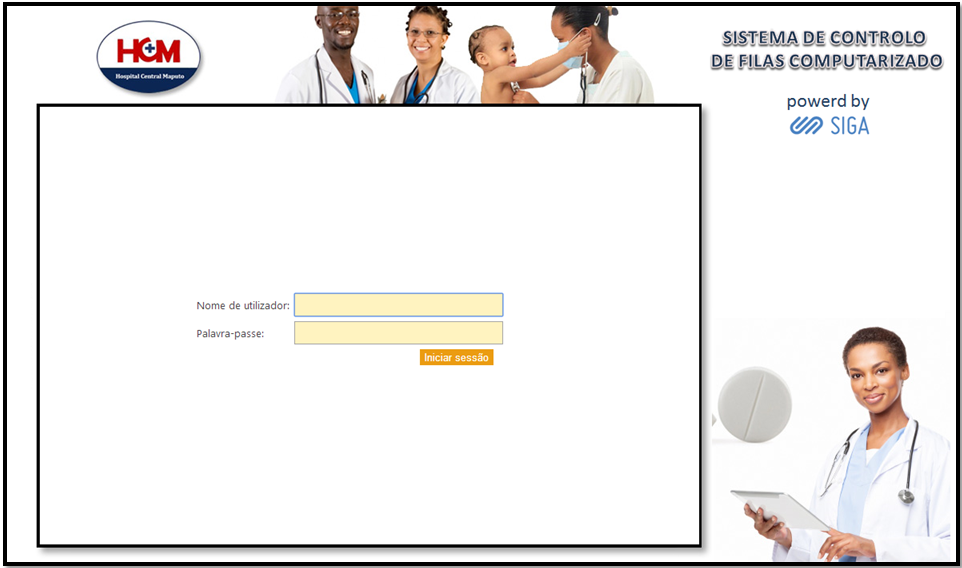 HCM
Hospital Central Maputo
SISTEMA DE CONTROLO
DE FILAS COMPUTARIZADO
powerd by
SIGA
Nome de utilizador:
Palavra-passe:
Iniciar sessão